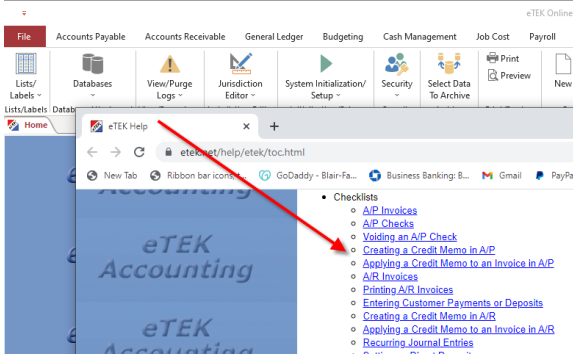 eTEK Online
File Accounts Payable Accounts Receivable General Ledger Budgeting Cash Management Job Cost Payroll
Lists/ Labels Databases View/Purge Logs Jurisdiction Editor System Initialization/ Setup Security Select Data To Archive Print Preview New
Lists/Labels
Home
eTEK Help
etek.net/help/etek/toc.html
New Tab Ribbon bar icons, t... GoDaddy - Blair-Fa... Business Banking: B... Gmail PayPa
Checklists
A/P Invoices
A/P Checks
Voiding an A/P Check
Creating a Credit Memo in A/P
Applying a Credit Memo to an Invoice in A/P
A/R Invoices
Printing A/R Invoices
Entering Customer Payments or Deposits
Creating a Credit Memo in A/R
Applying a Credit Memo to an Invoice in A/R
Recurring Journal Entries
Accounting
eTEK
Accounting
eTEK
Accounting